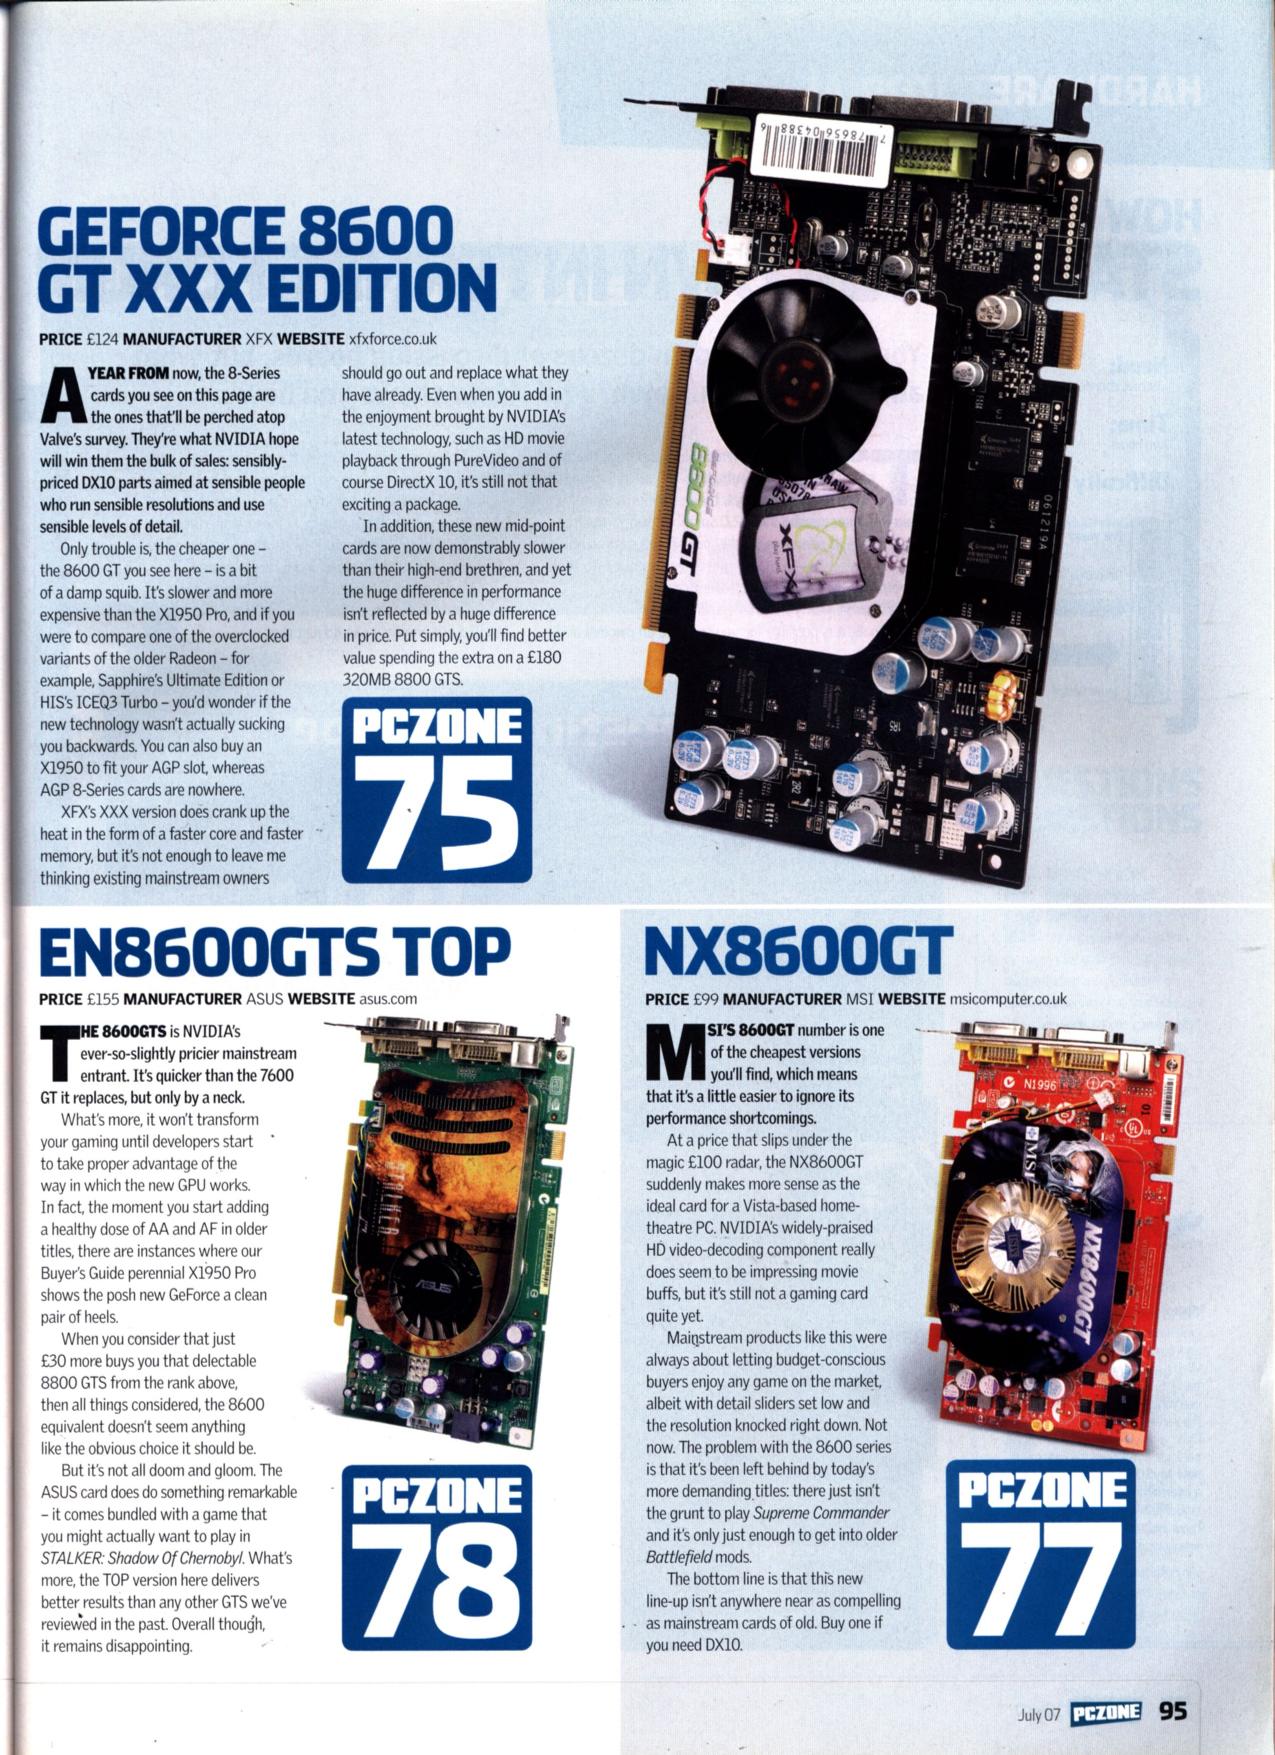 GEFORCE 8600
GT XXX EDITION
PRICE £124 MANUFACTURER XFX WEBSITE xfxforce.co.uk
A YEAR FROM now, the 8-Series
cards you see on this page are
the ones that'll be perched atop
Valve's survey. They're what NVIDIA hope
will win them the bulk of sales: sensibly-
priced DX10 parts aimed at sensible people
who run sensible resolutions and use
sensible levels of detail.
Only trouble is, the cheaper one –
the 8600 GT you see here – is a bit
of a damp squib. It's slower and more
expensive than the X1950 Pro, and if you
were to compare one of the overclocked
variants of the older Radeon – for
example, Sapphire's Ultimate Edition or
HIS's ICEQ3 Turbo – you'd wonder if the
new technology wasn't actually sucking
you backwards. You can also buy an
X1950 to fit your AGP slot, whereas
AGP 8-Series cards are nowhere.
XFX's XXX version does crank up the
heat in the form of a faster core and faster
memory, but it's not enough to leave me
thinking existing mainstream owners
should go out and replace what they
have already. Even when you add in
the enjoyment brought by NVIDIA's
latest technology, such as HD movie
playback through PureVideo and of
course DirectX 10, it's still not that
exciting a package.
In addition, these new mid-point
cards are now demonstrably slower
than their high-end brethren, and yet
the huge difference in performance
isn't reflected by a huge difference
in price. Put simply, you'll find better
value spending the extra on a £180
320MB 8800 GTS.
PCZONE
75
7 78656 04388 6
GEFORCE
8600 GT
XFX
play hard
061219A
EN8600GTS TOP
PRICE £155 MANUFACTURER ASUS WEBSITE asus.com
THE 8600GTS is NVIDIA's
ever-so-slightly pricier mainstream
entrant. It's quicker than the 7600
GT it replaces, but only by a neck.
What's more, it won't transform
your gaming until developers start
to take proper advantage of the
way in which the new GPU works.
In fact, the moment you start adding
a healthy dose of AA and AF in older
titles, there are instances where our
Buyer's Guide perennial X1950 Pro
shows the posh new GeForce a clean
pair of heels.
When you consider that just
£30 more buys you that delectable
8800 GTS from the rank above,
then all things considered, the 8600
equivalent doesn't seem anything
like the obvious choice it should be.
But it's not all doom and gloom. The
ASUS card does do something remarkable
– it comes bundled with a game that
you might actually want to play in
STALKER: Shadow Of Chernobyl. What's
more, the TOP version here delivers
better results than any other GTS we've
reviewed in the past. Overall though,
it remains disappointing.
ASUS
PCZONE
78
NX8600GT
PRICE £99 MANUFACTURER MSI WEBSITE msicomputer.co.uk
MSI'S 8600GT number is one
of the cheapest versions
you'll find, which means
that it's a little easier to ignore its
performance shortcomings.
At a price that slips under the
magic £100 radar, the NX8600GT
suddenly makes more sense as the
ideal card for a Vista-based home-
theatre PC. NVIDIA's widely-praised
HD video-decoding component really
does seem to be impressing movie
buffs, but it's still not a gaming card
quite yet.
Mainstream products like this were
always about letting budget-conscious
buyers enjoy any game on the market,
albeit with detail sliders set low and
the resolution knocked right down. Not
now. The problem with the 8600 series
is that it's been left behind by today's
more demanding titles: there just isn't
the grunt to play Supreme Commander
and it's only just enough to get into older
Battlefield mods.
The bottom line is that this new
line-up isn't anywhere near as compelling
as mainstream cards of old. Buy one if
you need DX10.
N1996
MSI
NX8600GT
PCZONE
77
July 07 PCZONE 95